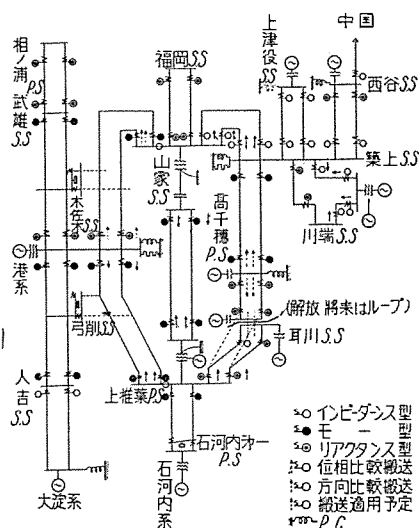 相ノ浦P.S
武雄S.S
福岡S.S
上津役S.S
中国
西谷S.S
築上S.S
川端S.S
木佐木S.S
山家S.S
高千穂P.S
港系
弓削S.S
(解放 将来はループ)
耳川S.S
人吉S.S
上椎葉P.S
石河内才一P.S
大淀系
石河内系
インピーダンス型
モー型
リアクタンス型
位相比較搬送
方向比較搬送
搬送適用予定
P.C.